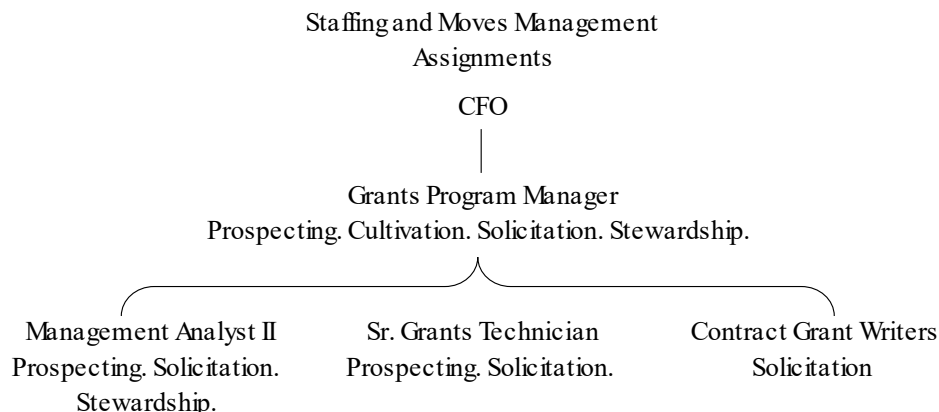 Staffing and Moves Management
Assignments
CFO
Grants Program Manager
Prospecting. Cultivation. Solicitation. Stewardship.
Management Analyst II
Prospecting. Solicitation.
Stewardship.
Sr. Grants Technician
Prospecting. Solicitation.
Contract Grant Writers
Solicitation